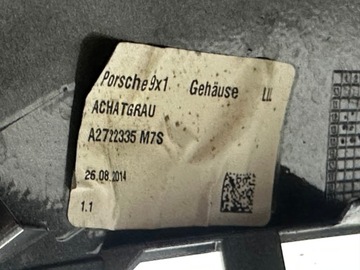 Porsche 9x1 Gehäuse LL
ACHATGRAU
A2722335 M7S
26.08.2014
1.1